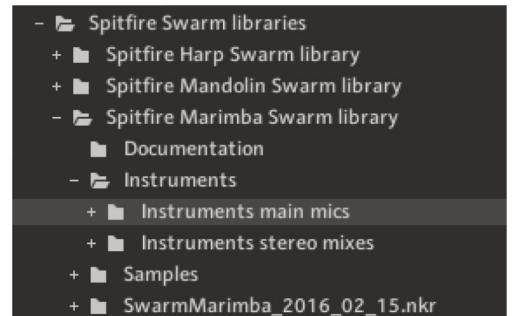 Spitfire Swarm libraries
Spitfire Harp Swarm library
Spitfire Mandolin Swarm library
Spitfire Marimba Swarm library
Documentation
Instruments
Instruments main mics
Instruments stereo mixes
Samples
SwarmMarimba_2016_02_15.nkr